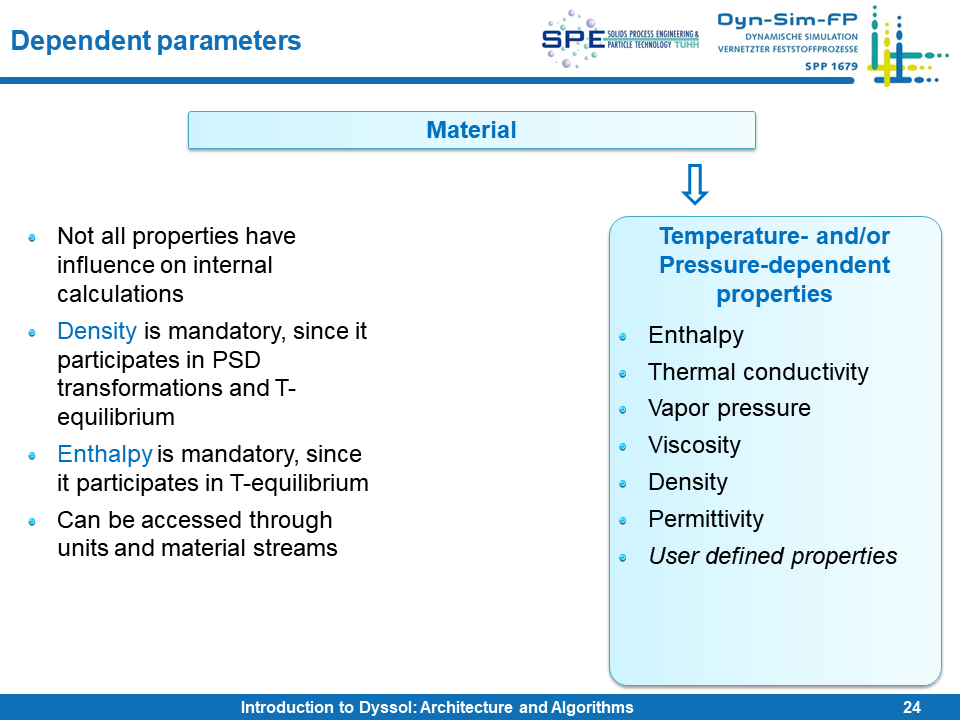 Dependent parameters
SPE SOLIDS PROCESS ENGINEERING &
PARTICLE TECHNOLOGY TUHH
Dyn-Sim-FP
DYNAMISCHE SIMULATION
VERNETZTER FESTSTOFFPROZESSE
SPP 1679
Material
Not all properties have
influence on internal
calculations
Density is mandatory, since it
participates in PSD
transformations and T-
equilibrium
Enthalpy is mandatory, since
it participates in T-equilibrium
Can be accessed through
units and material streams
Temperature- and/or
Pressure-dependent
properties
Enthalpy
Thermal conductivity
Vapor pressure
Viscosity
Density
Permittivity
User defined properties
Introduction to Dyssol: Architecture and Algorithms
24